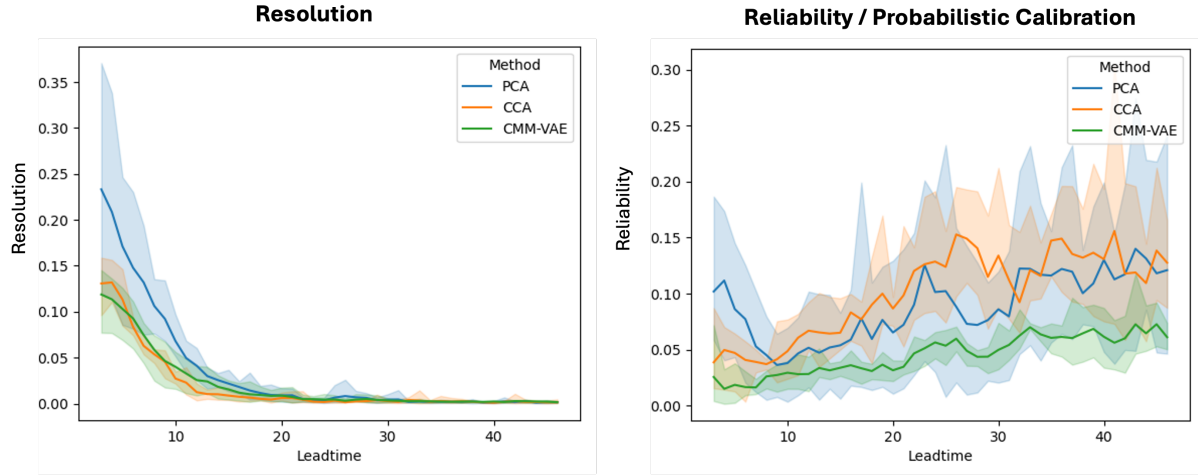 Resolution
Method
PCA
CCA
CMM-VAE
0.35
0.30
0.25
0.20
0.15
0.10
0.05
0.00
Resolution
10 20 30 40
Leadtime
Reliability / Probabilistic Calibration
Method
PCA
CCA
CMM-VAE
0.30
0.25
0.20
0.15
0.10
0.05
0.00
Reliability
10 20 30 40
Leadtime